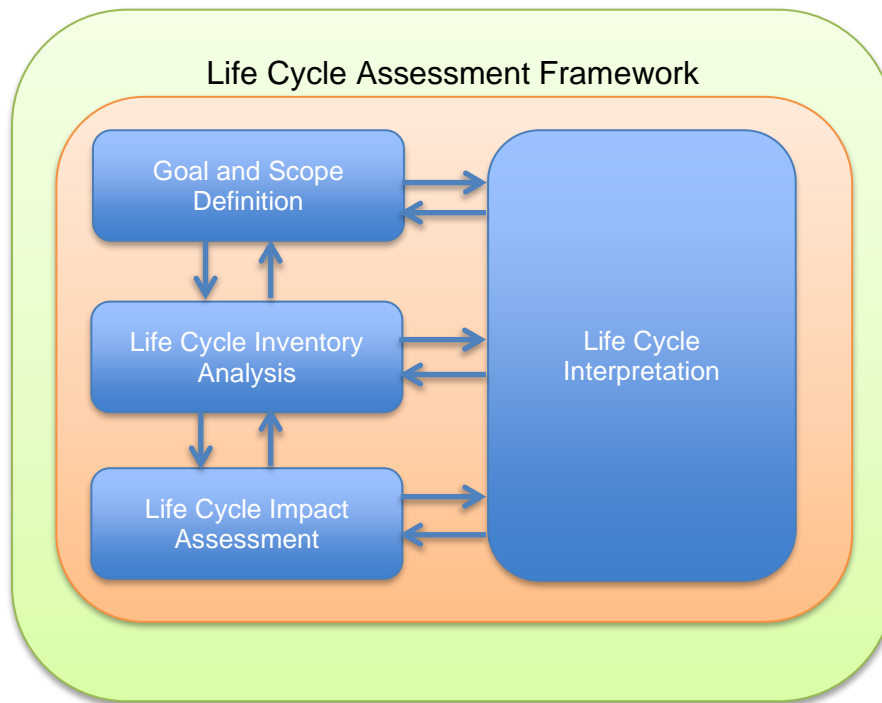 Life Cycle Assessment Framework
Goal and Scope
Definition
Life Cycle Inventory
Analysis
Life Cycle Impact
Assessment
Life Cycle
Interpretation